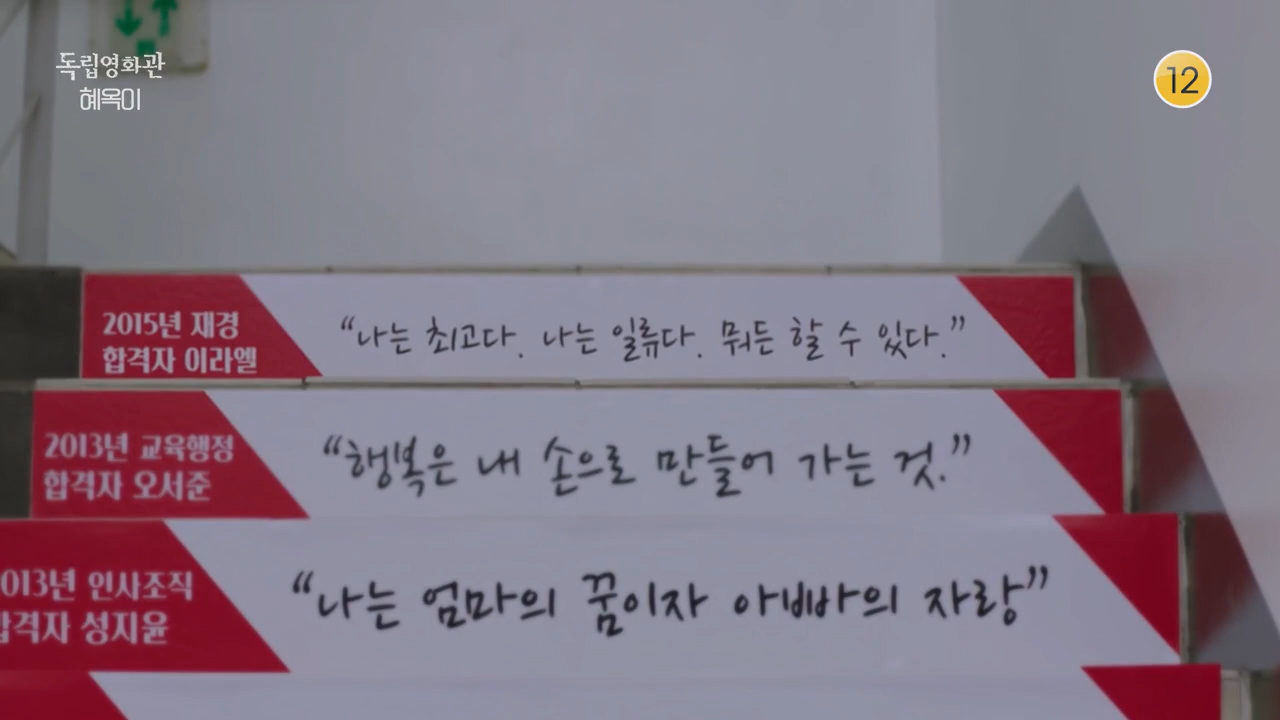 독립영화관
혜옥이
12
2015년 재경
합격자 이라엘
“나는 최고다. 나는 일류다. 뭐든 할 수 있다.”
2013년 교육행정
합격자 오서준
“행복은 내 손으로 만들어 가는 것.”
013년 인사조직
합격자 성지윤
“나는 엄마의 꿈이자 아빠의 자랑”